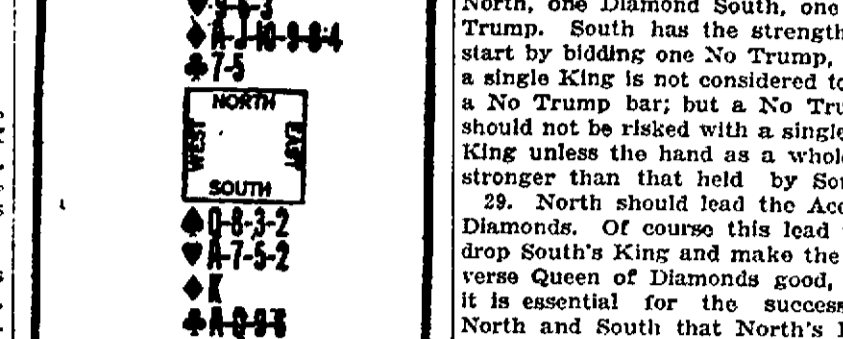 ♥ 9-6-3
♦ A-J-10-9-8-4
♣ 7-5
NORTH
WEST
EAST
SOUTH
♠ Q-8-3-2
♥ A-7-5-2
♦ K
♣ A-Q-9-6
North, one Diamond South, one
Trump. South has the strength
start by bidding one No Trump,
a single King is not considered to
a No Trump bar; but a No Tru
should not be risked with a single
King unless the hand as a whole
stronger than that held by Sou
29. North should lead the Ace
Diamonds. Of course this lead
drop South's King and make the
verse Queen of Diamonds good,
it is essential for the success
North and South that North's